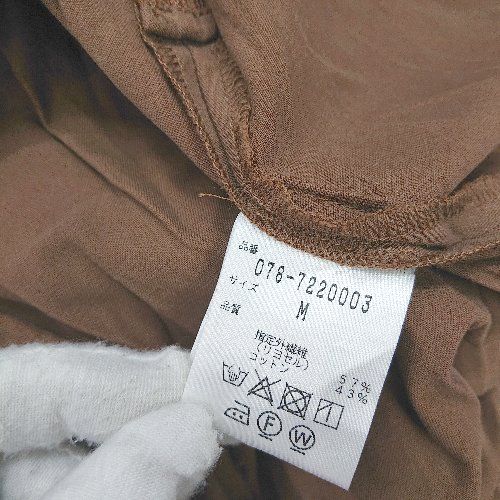 品番
078-7220003
サイズ M
品質
指定外繊維
(リヨセル) 57%
コットン 43%
F
W